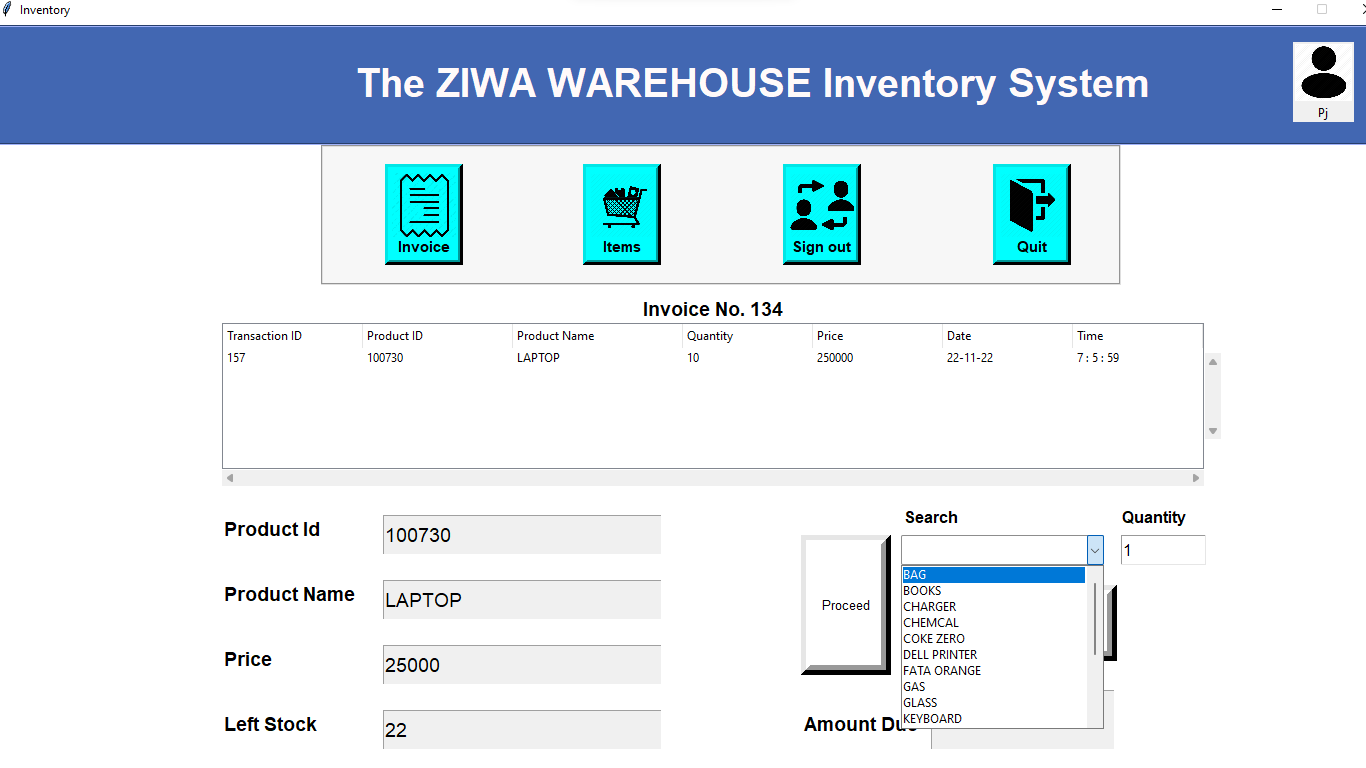 Inventory
The ZIWA WAREHOUSE Inventory System
Pj
Invoice Items Sign out Quit
Invoice No. 134
Transaction ID Product ID Product Name Quantity Price Date Time
157 100730 LAPTOP 10 250000 22-11-22 7 : 5 : 59
Product Id 100730
Product Name LAPTOP
Price 25000
Left Stock 22
Search Quantity
1
Proceed
BAG
BOOKS
CHARGER
CHEMCAL
COKE ZERO
DELL PRINTER
FATA ORANGE
GAS
GLASS
KEYBOARD
Amount Due